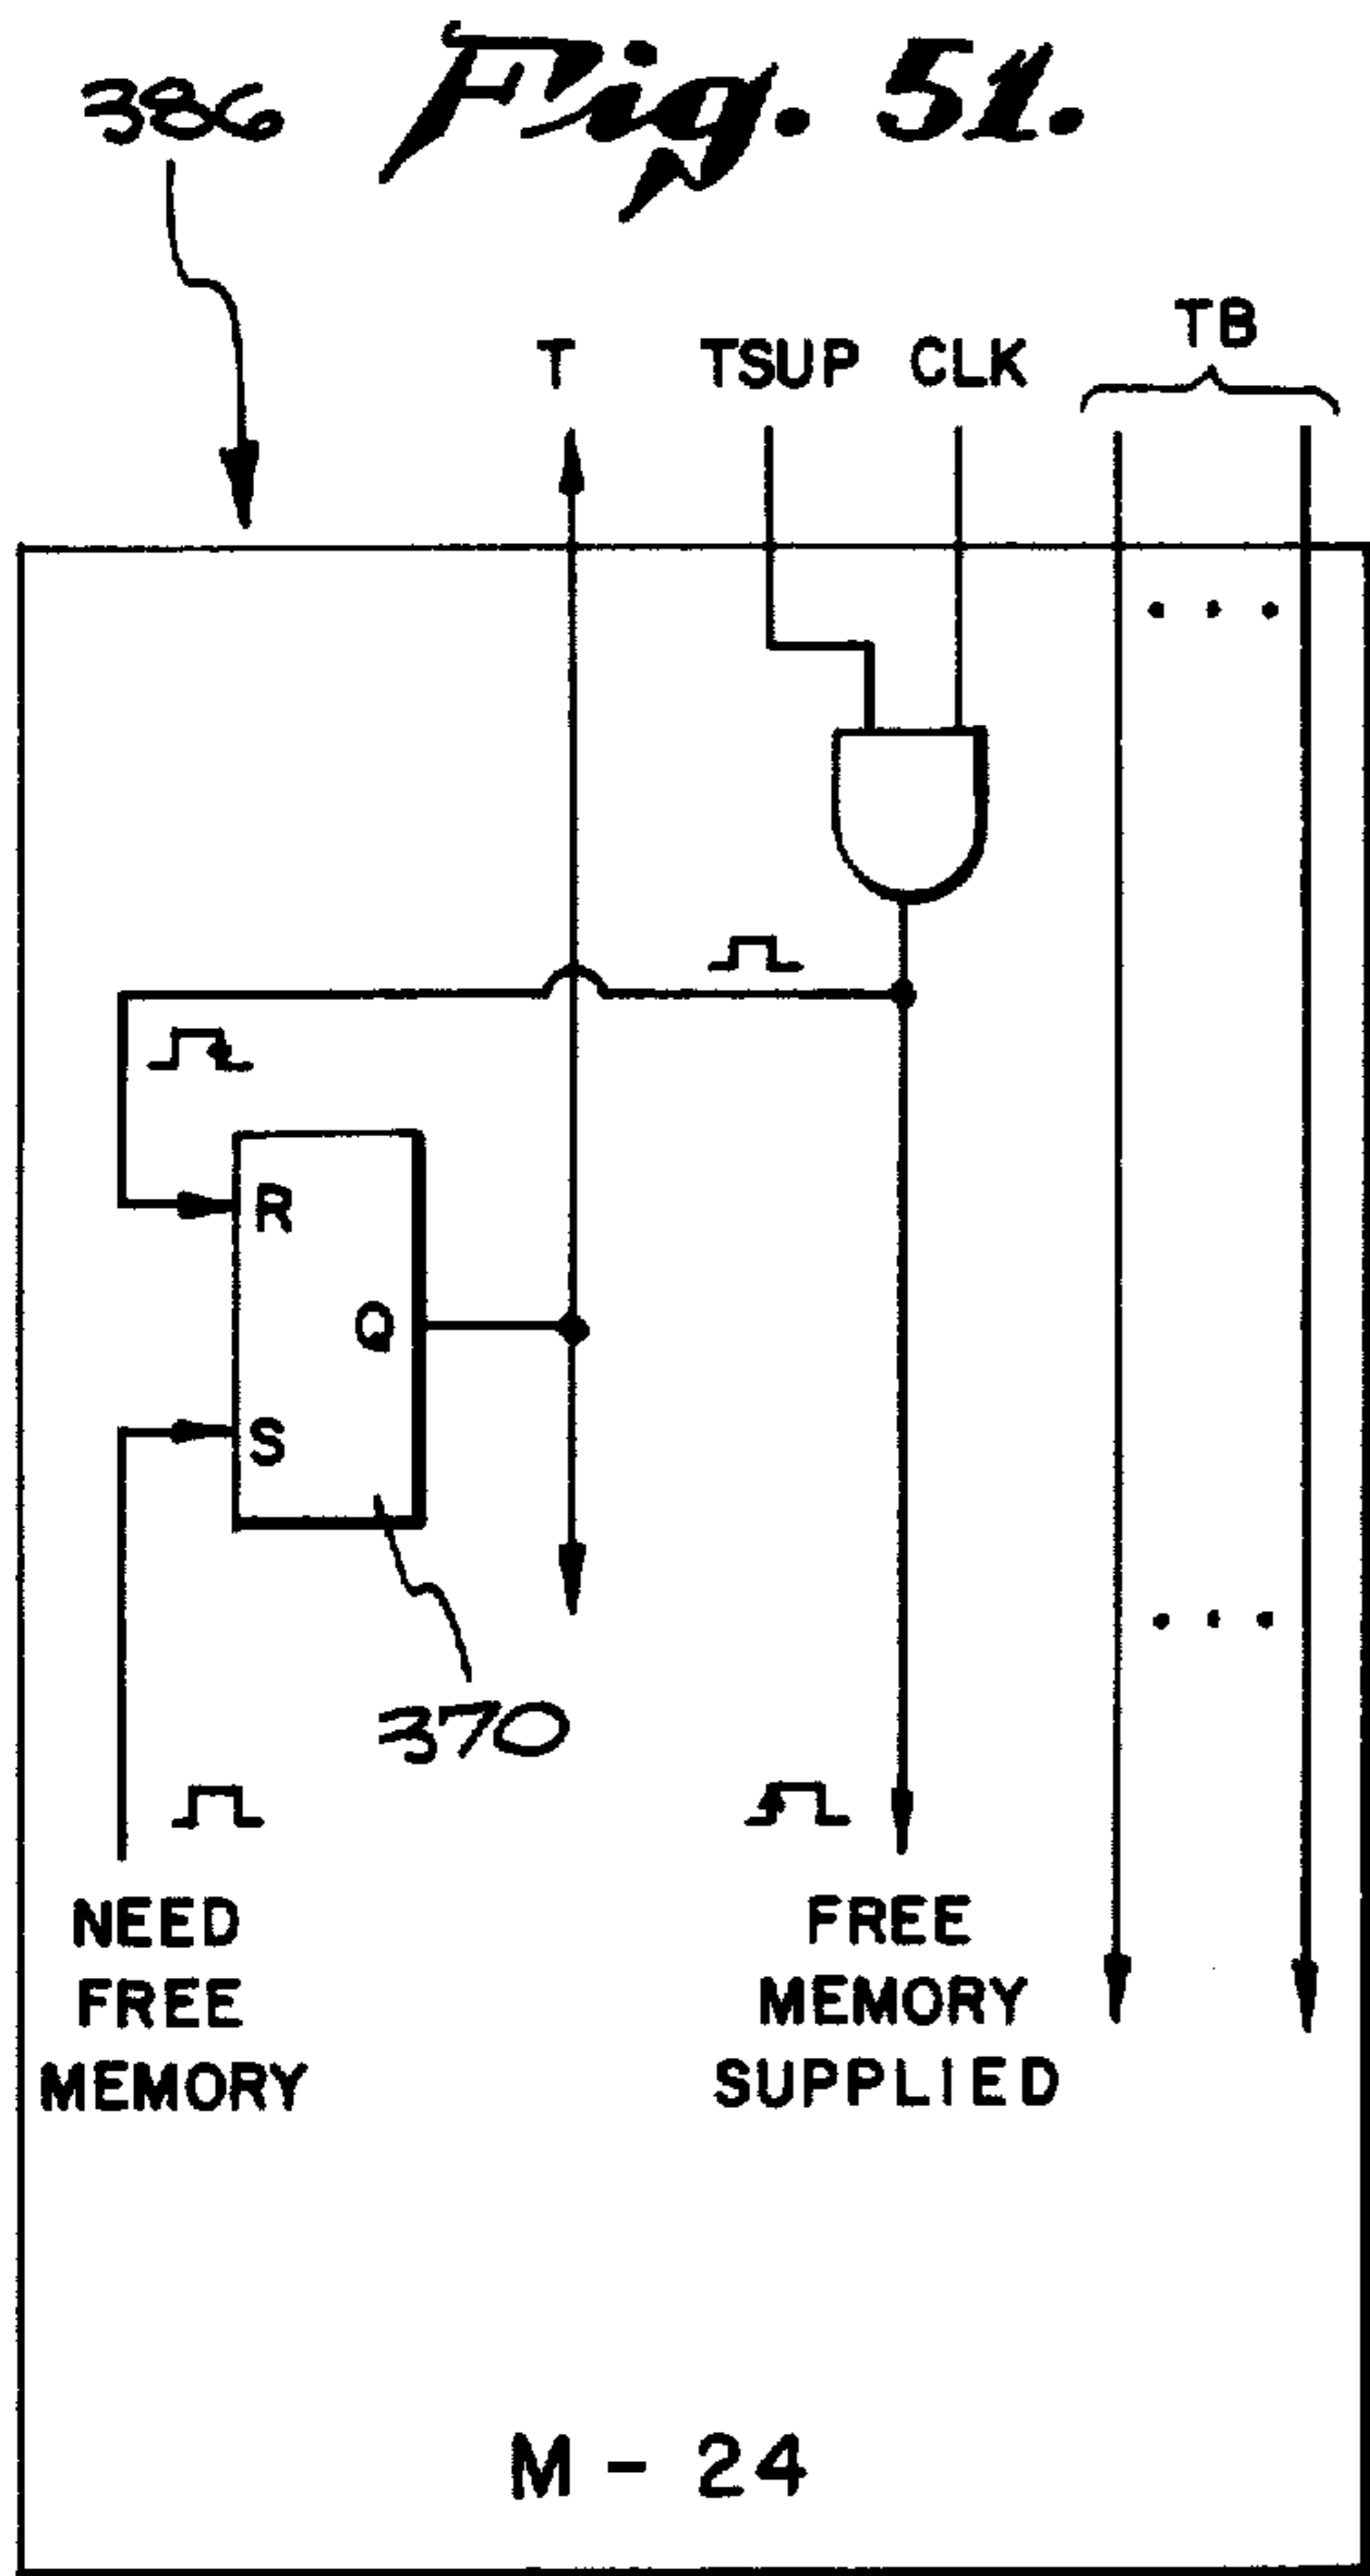 Fig. 51.
386
TB
T TSUP CLK
R
Q
S
370
NEED
FREE
MEMORY
FREE
MEMORY
SUPPLIED
M - 24